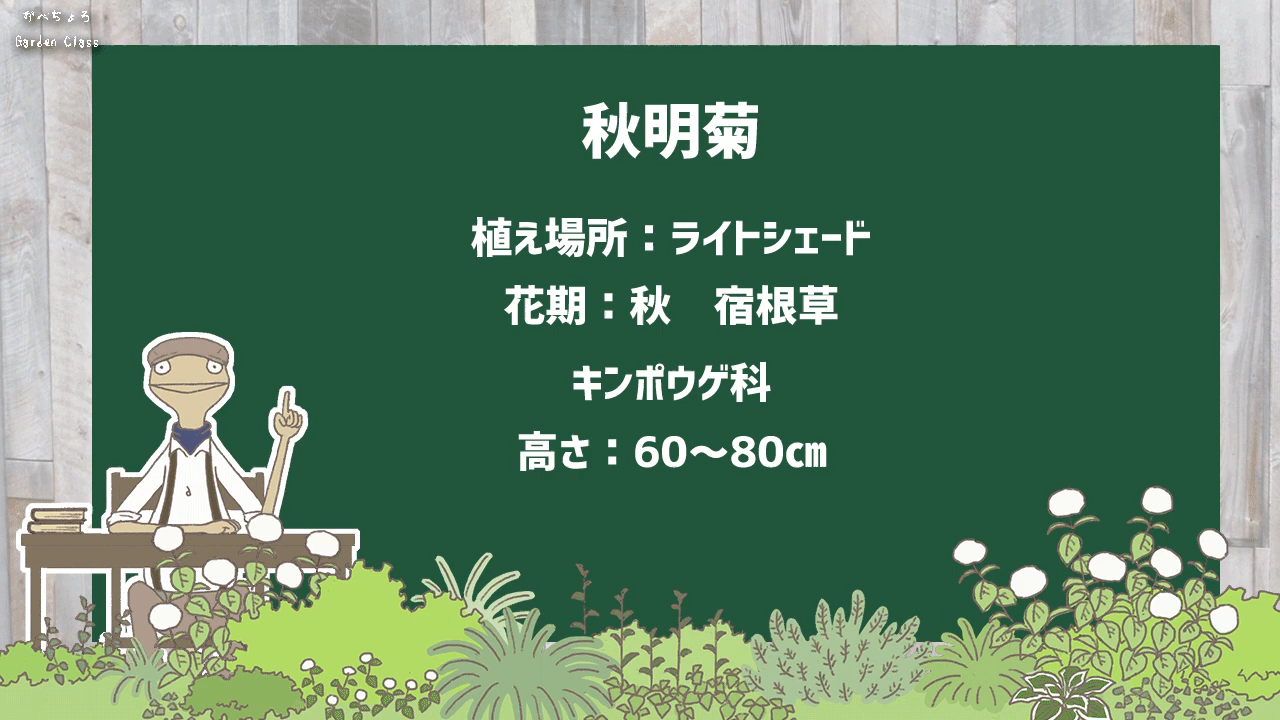 かべちょろ
Garden Class
秋明菊
植え場所：ライトシェード
花期：秋　宿根草
キンポウゲ科
高さ：60〜80㎝